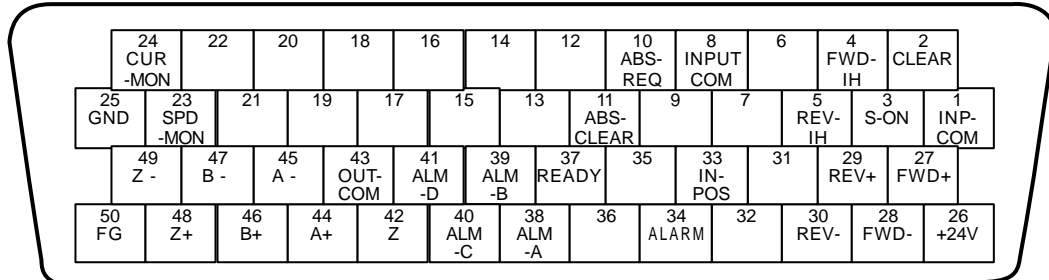 24 22 20 18 16 14 12 10 8 6 4 2
CUR ABS- INPUT FWD- CLEAR
-MON REQ COM IH
25 23 21 19 17 15 13 11 9 7 5 3 1
GND SPD ABS- REV- S-ON INP-
-MON CLEAR IH COM
49 47 45 43 41 39 37 35 33 31 29 27
Z - B - A - OUT- ALM ALM READY IN- REV+ FWD+
COM -D -B POS
50 48 46 44 42 40 38 36 34 32 30 28 26
FG Z+ B+ A+ Z ALM ALM ALARM REV- FWD- +24V
-C -A